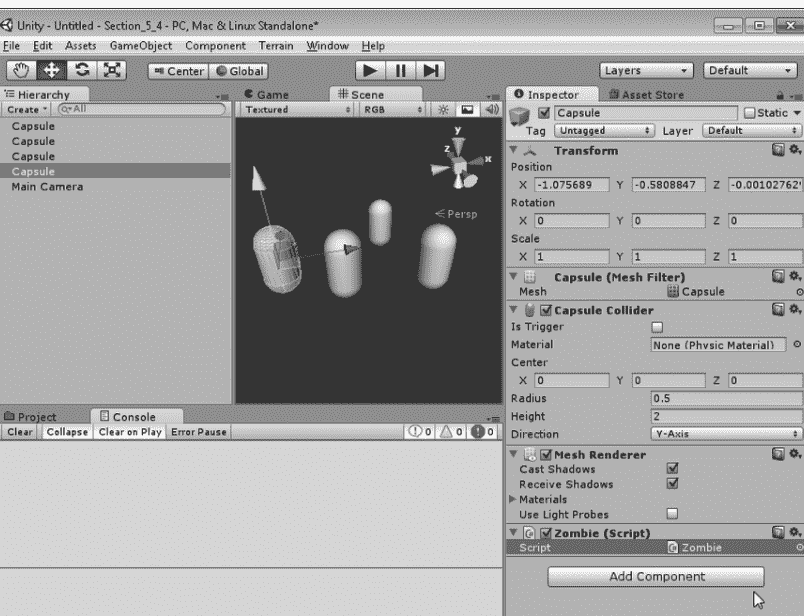 Unity - Untitled - Section_5_4 - PC, Mac & Linux Standalone*
File Edit Assets GameObject Component Terrain Window Help
Center Global
Layers Default
Hierarchy
Create All
Capsule
Capsule
Capsule
Capsule
Main Camera
Game Scene
Textured RGB
y
z x
Persp
Project Console
Clear Collapse Clear on Play Error Pause 0 0 0
Inspector Asset Store
Capsule Static
Tag Untagged Layer Default
Transform
Position
X -1.075689 Y -0.5808847 Z -0.00102762
Rotation
X 0 Y 0 Z 0
Scale
X 1 Y 1 Z 1
Capsule (Mesh Filter)
Mesh Capsule
Capsule Collider
Is Trigger
Material None (Physic Material)
Center
X 0 Y 0 Z 0
Radius 0.5
Height 2
Direction Y-Axis
Mesh Renderer
Cast Shadows
Receive Shadows
Materials
Use Light Probes
Zombie (Script)
Script Zombie
Add Component